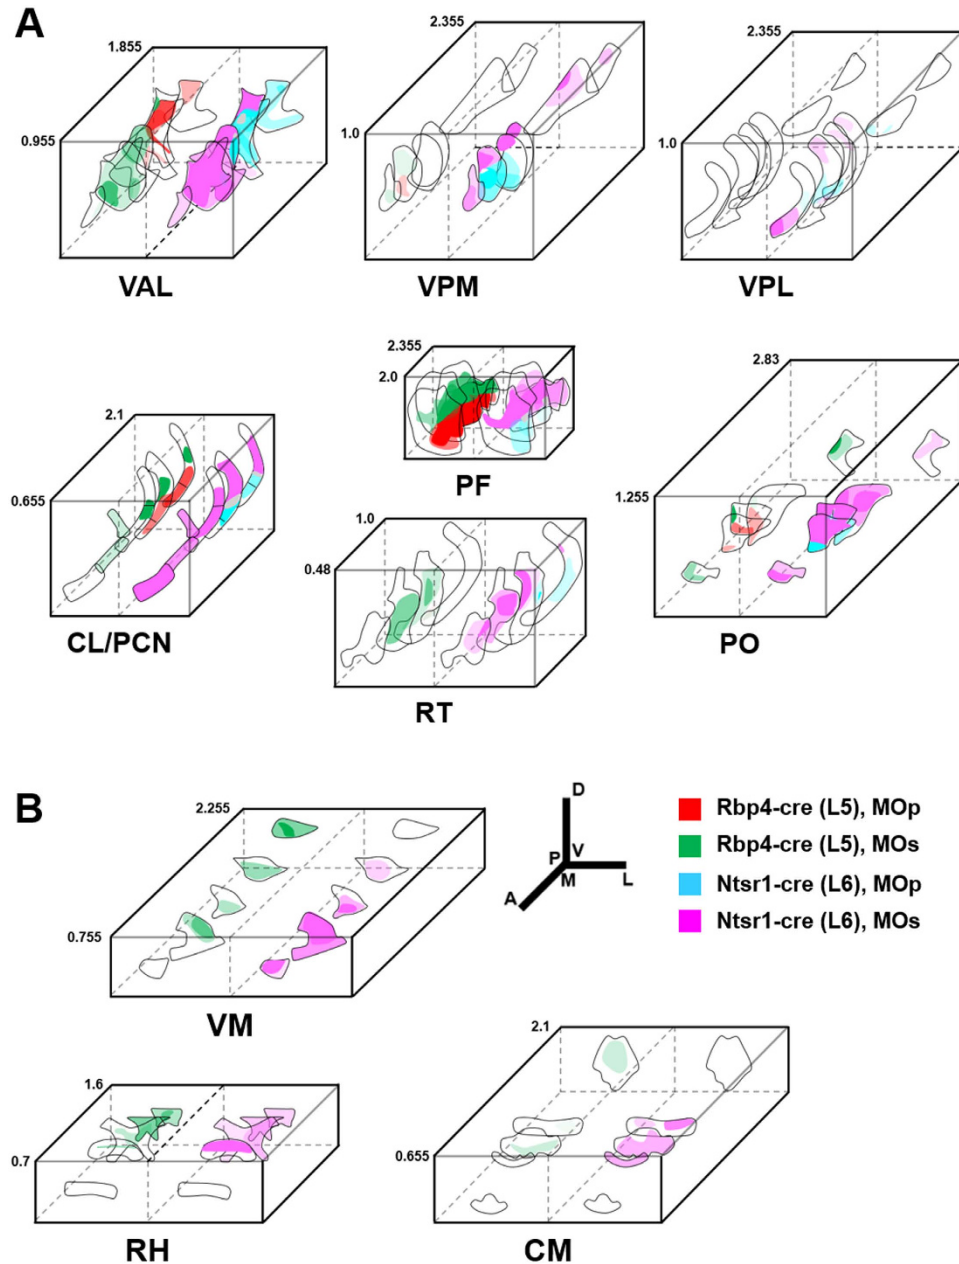 A
1.855
0.955
VAL
2.355
1.0
VPM
2.355
1.0
VPL
2.1
0.655
CL/PCN
2.355
2.0
PF
1.0
0.48
RT
2.83
1.255
PO
B
2.255
0.755
VM
D
P V
A M L
Rbp4-cre (L5), MOp
Rbp4-cre (L5), MOs
Ntsr1-cre (L6), MOp
Ntsr1-cre (L6), MOs
1.6
0.7
RH
2.1
0.655
CM